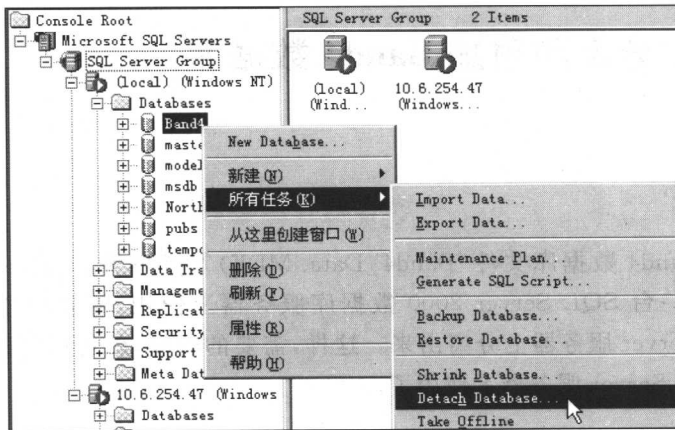 Console Root
Microsoft SQL Servers
SQL Server Group
(Local) (Windows NT)
Databases
Band4
maste
model
msdb
North
pubs
tempd
Data Tra
Manageme
Replicat
Security
Support
Meta Dat
10.6.254.47 (Windows
Databases
SQL Server Group 2 Items
(Local)
(Wind...
10.6.254.47
(Windows...
New Database...
新建(N)
所有任务(K)
从这里创建窗口(W)
删除(D)
刷新(F)
属性(R)
帮助(H)
Import Data...
Export Data...
Maintenance Plan.
Generate SQL Script...
Backup Database...
Restore Database...
Shrink Database...
Detach Database...
Take Offline